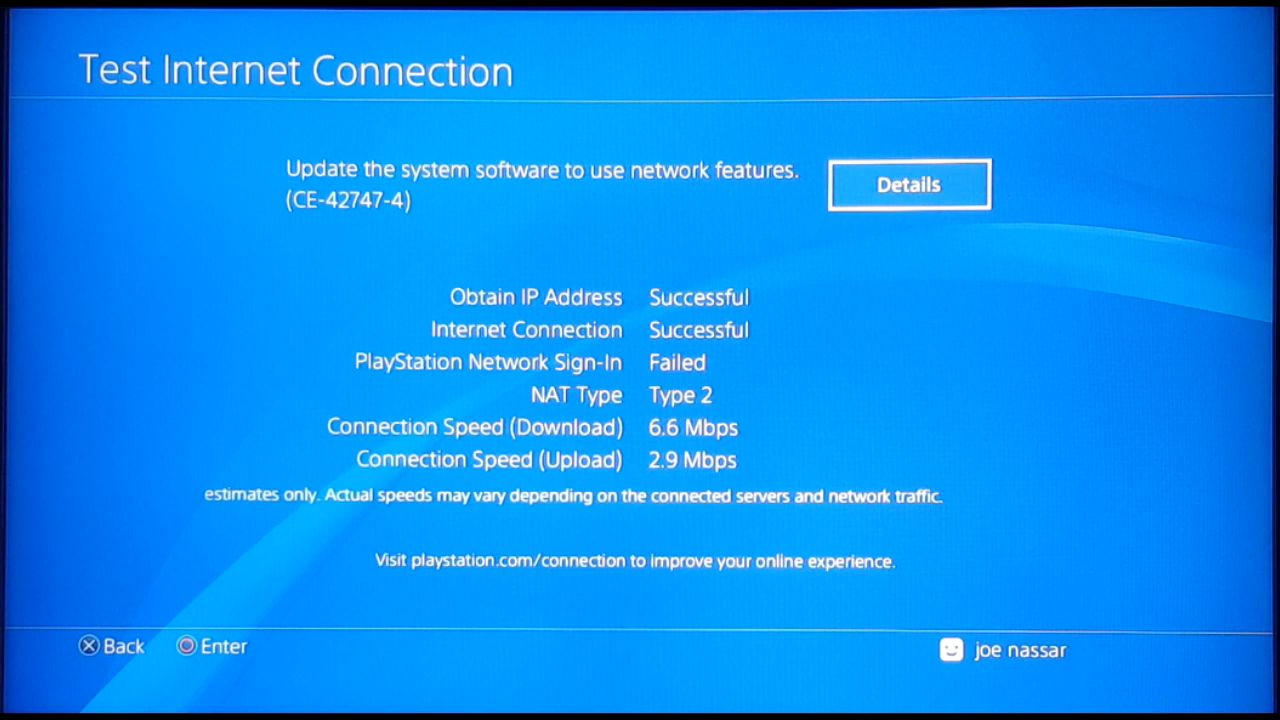 Test Internet Connection
Update the system software to use network features.
(CE-42747-4)
Details
Obtain IP Address Successful
Internet Connection Successful
PlayStation Network Sign-In Failed
NAT Type Type 2
Connection Speed (Download) 6.6 Mbps
Connection Speed (Upload) 2.9 Mbps
estimates only. Actual speeds may vary depending on the connected servers and network traffic.
Visit playstation.com/connection to improve your online experience.
Back Enter joe nassar